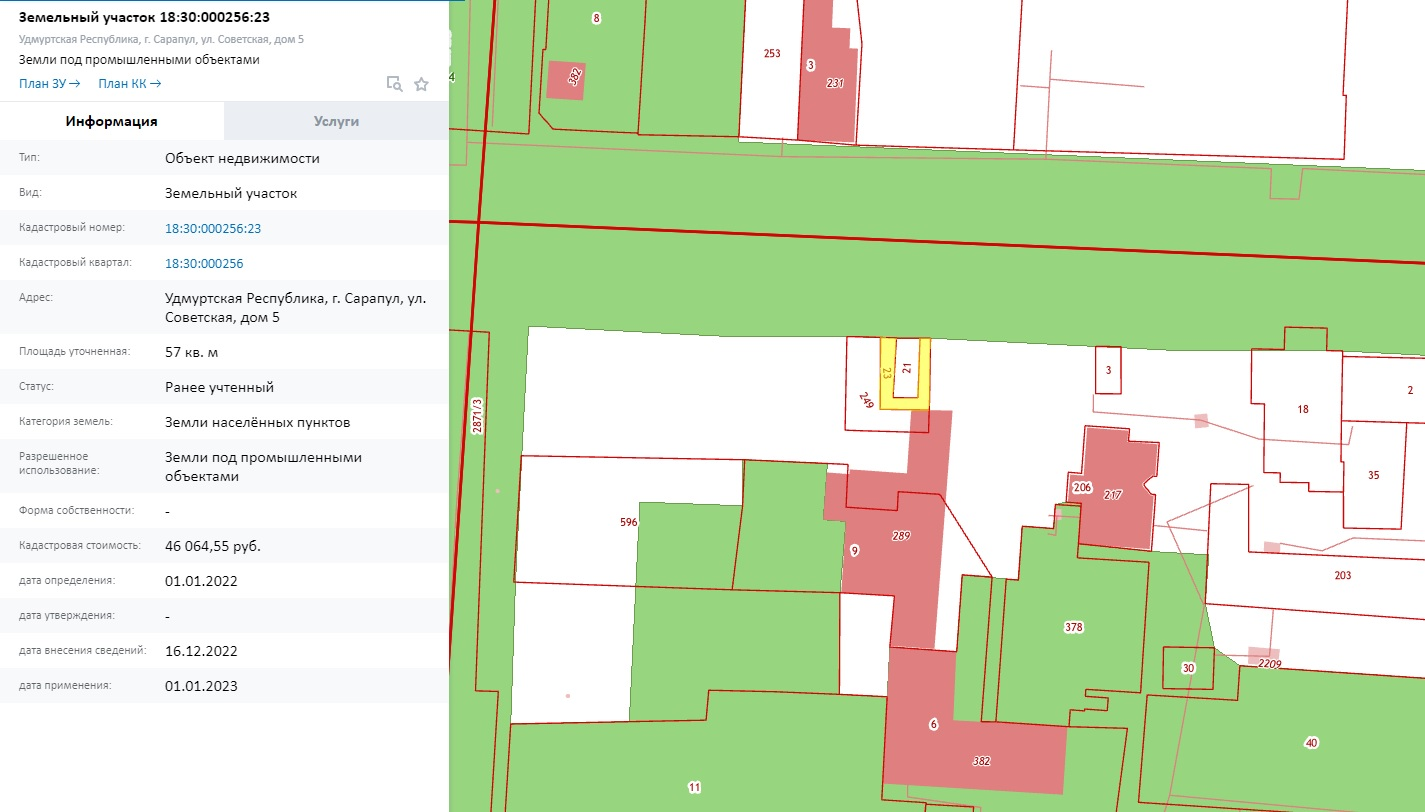 Земельный участок 18:30:000256:23
Удмуртская Республика, г. Сарапул, ул. Советская, дом 5
Земли под промышленными объектами
План ЗУ → План КК →
Информация Услуги
Тип: Объект недвижимости
Вид: Земельный участок
Кадастровый номер: 18:30:000256:23
Кадастровый квартал: 18:30:000256
Адрес: Удмуртская Республика, г. Сарапул, ул.
Советская, дом 5
Площадь уточненная: 57 кв. м
Статус: Ранее учтенный
Категория земель: Земли населённых пунктов
Разрешенное использование: Земли под промышленными
объектами
Форма собственности: -
Кадастровая стоимость: 46 064,55 руб.
дата определения: 01.01.2022
дата утверждения: -
дата внесения сведений: 16.12.2022
дата применения: 01.01.2023
8
382
4
253
3
231
2871/3
23
21
249
3
18
2
35
206
217
596
289
9
203
378
30
2209
6
382
40
11